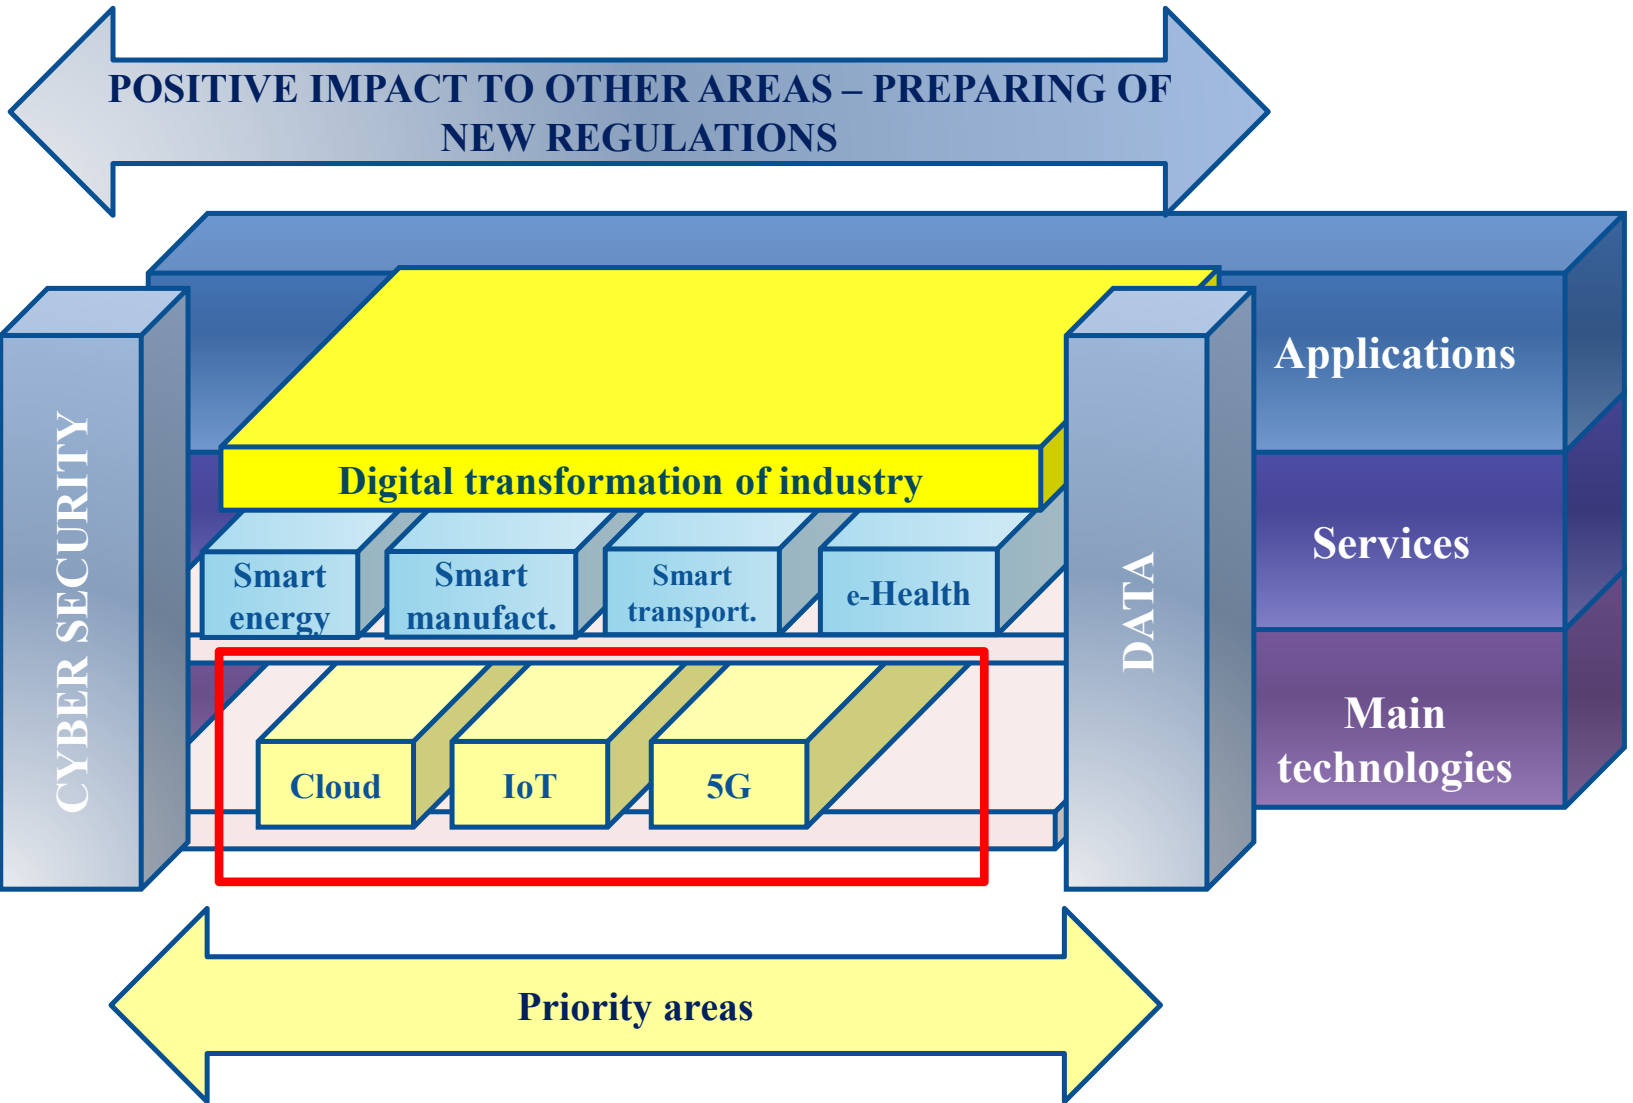 POSITIVE IMPACT TO OTHER AREAS – PREPARING OF
NEW REGULATIONS
Applications
CYBER SECURITY
Digital transformation of industry
Services
DATA
Smart
energy
Smart
manufact.
Smart
transport.
e-Health
Main
technologies
Cloud
IoT
5G
Priority areas